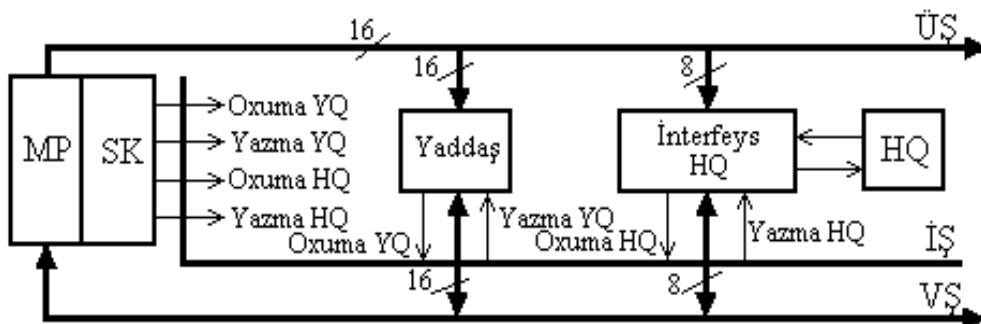 16
ÜŞ
16
8
MP
SK
Oxuma YQ
Yazma YQ
Oxuma HQ
Yazma HQ
Yaddaş
İnterfeys
HQ
HQ
Oxuma YQ
Yazma YQ
Oxuma HQ
Yazma HQ
İŞ
16
8
VŞ